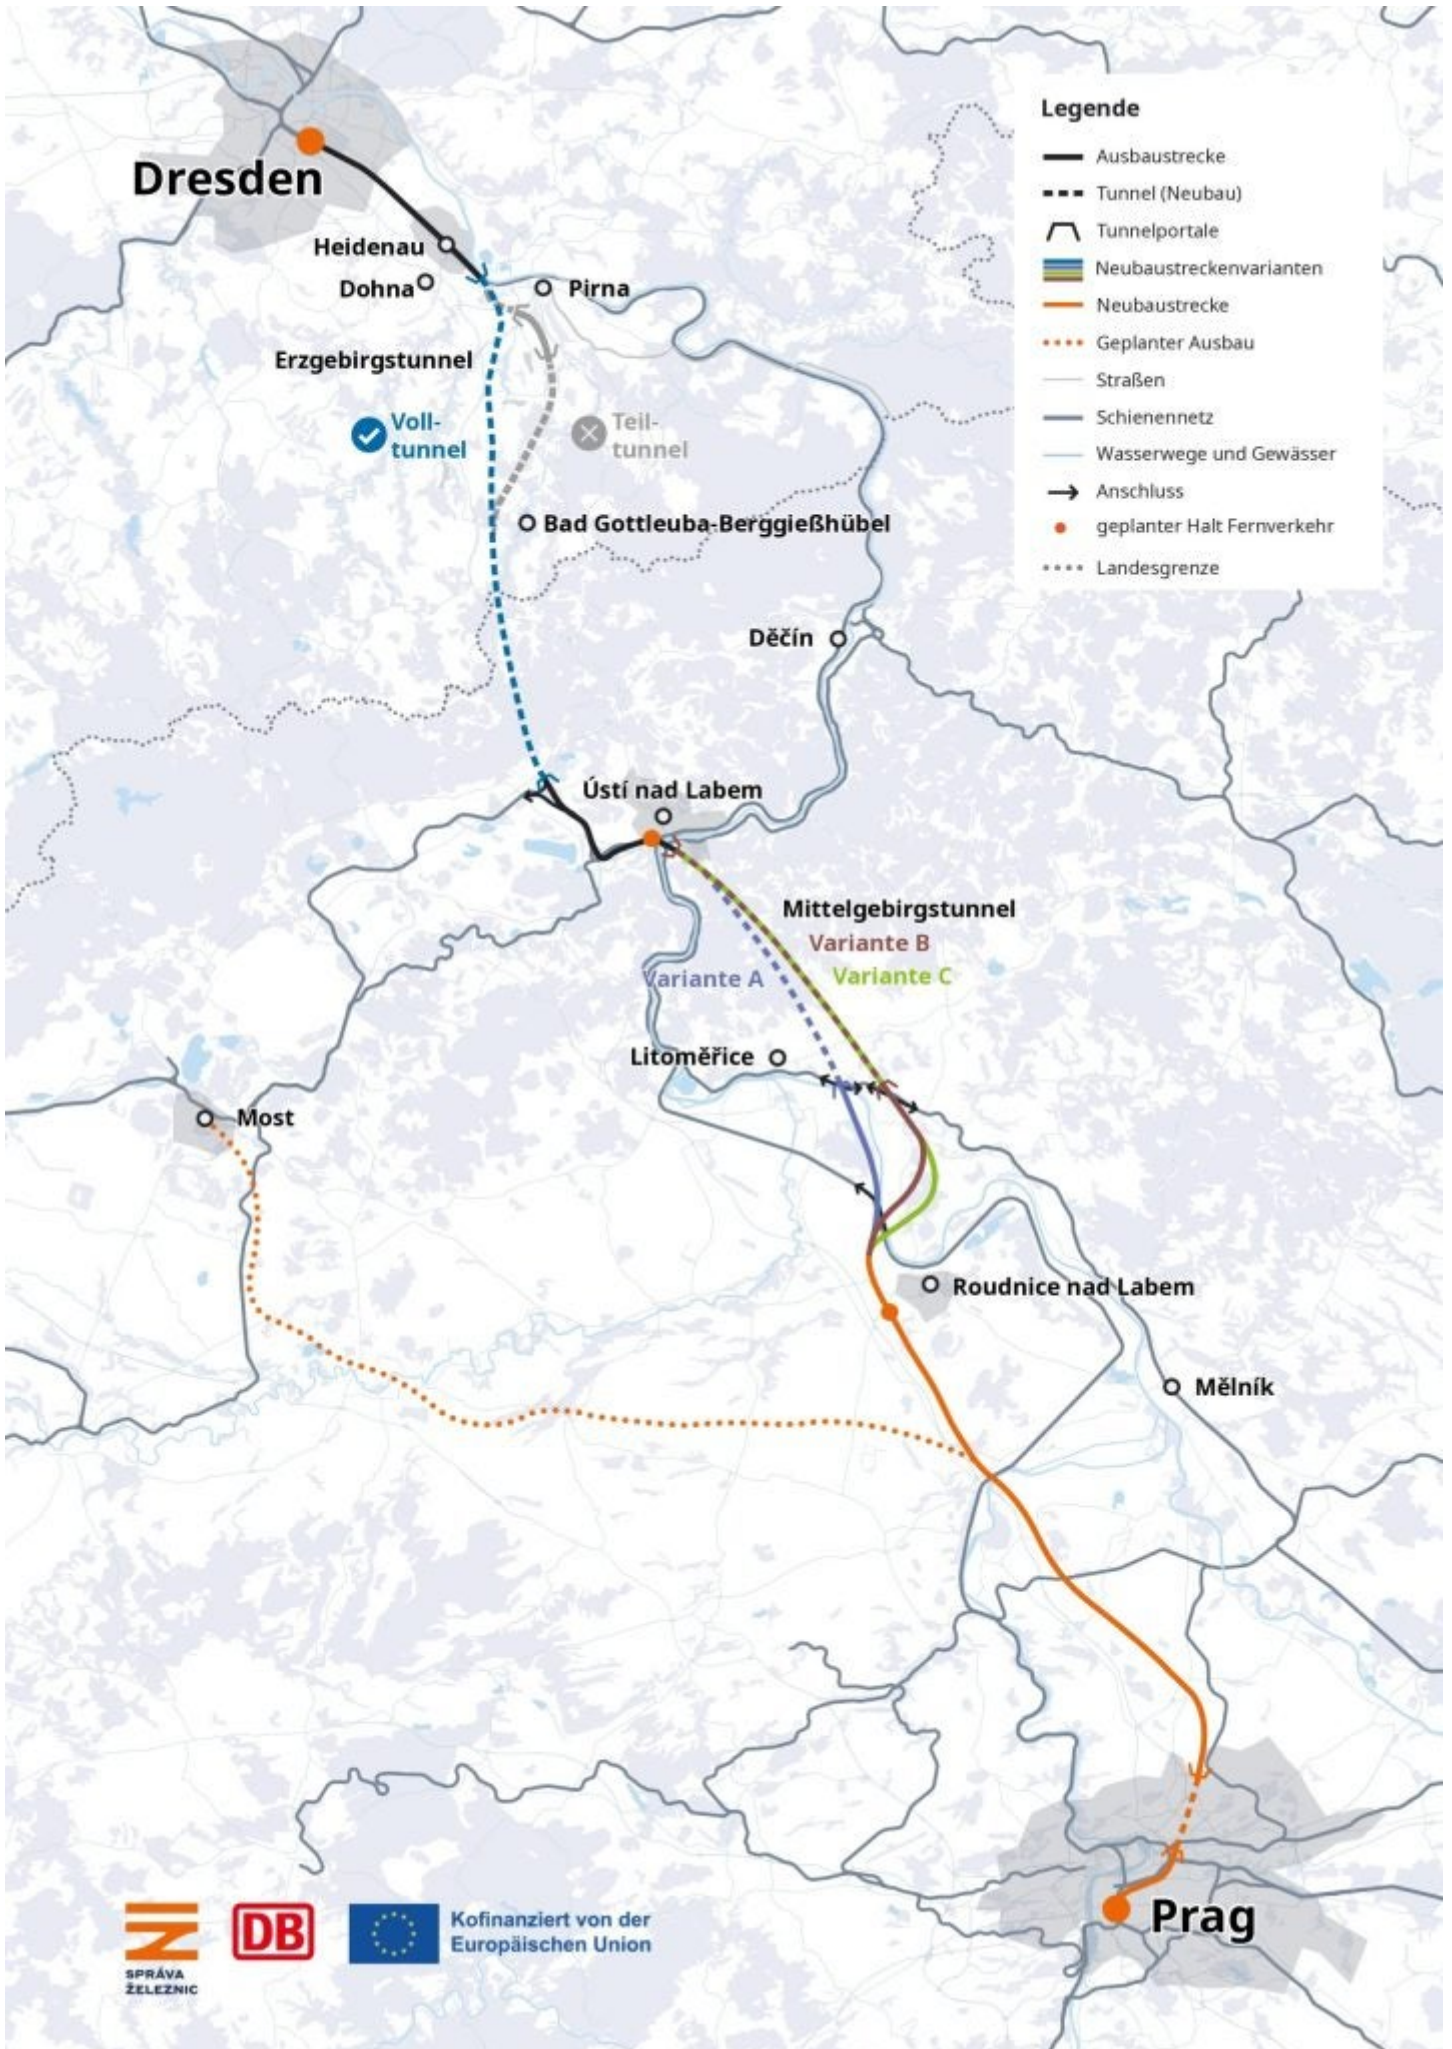 Legende
Ausbaustrecke
Tunnel (Neubau)
Tunnelportale
Neubaustreckenvarianten
Neubaustrecke
Geplanter Ausbau
Straßen
Schienennetz
Wasserwege und Gewässer
Anschluss
geplanter Halt Fernverkehr
Landesgrenze
Dresden
Heidenau
Dohna
Pirna
Erzgebirgstunnel
Voll-
tunnel
Teil-
tunnel
Bad Gottleuba-Berggießhübel
Děčín
Ústí nad Labem
Mittelgebirgstunnel
Variante B
Variante C
Variante A
Litoměřice
Most
Roudnice nad Labem
Mělník
Prag
SPRÁVA
ŽELEZNIC
DB
Kofinanziert von der
Europäischen Union